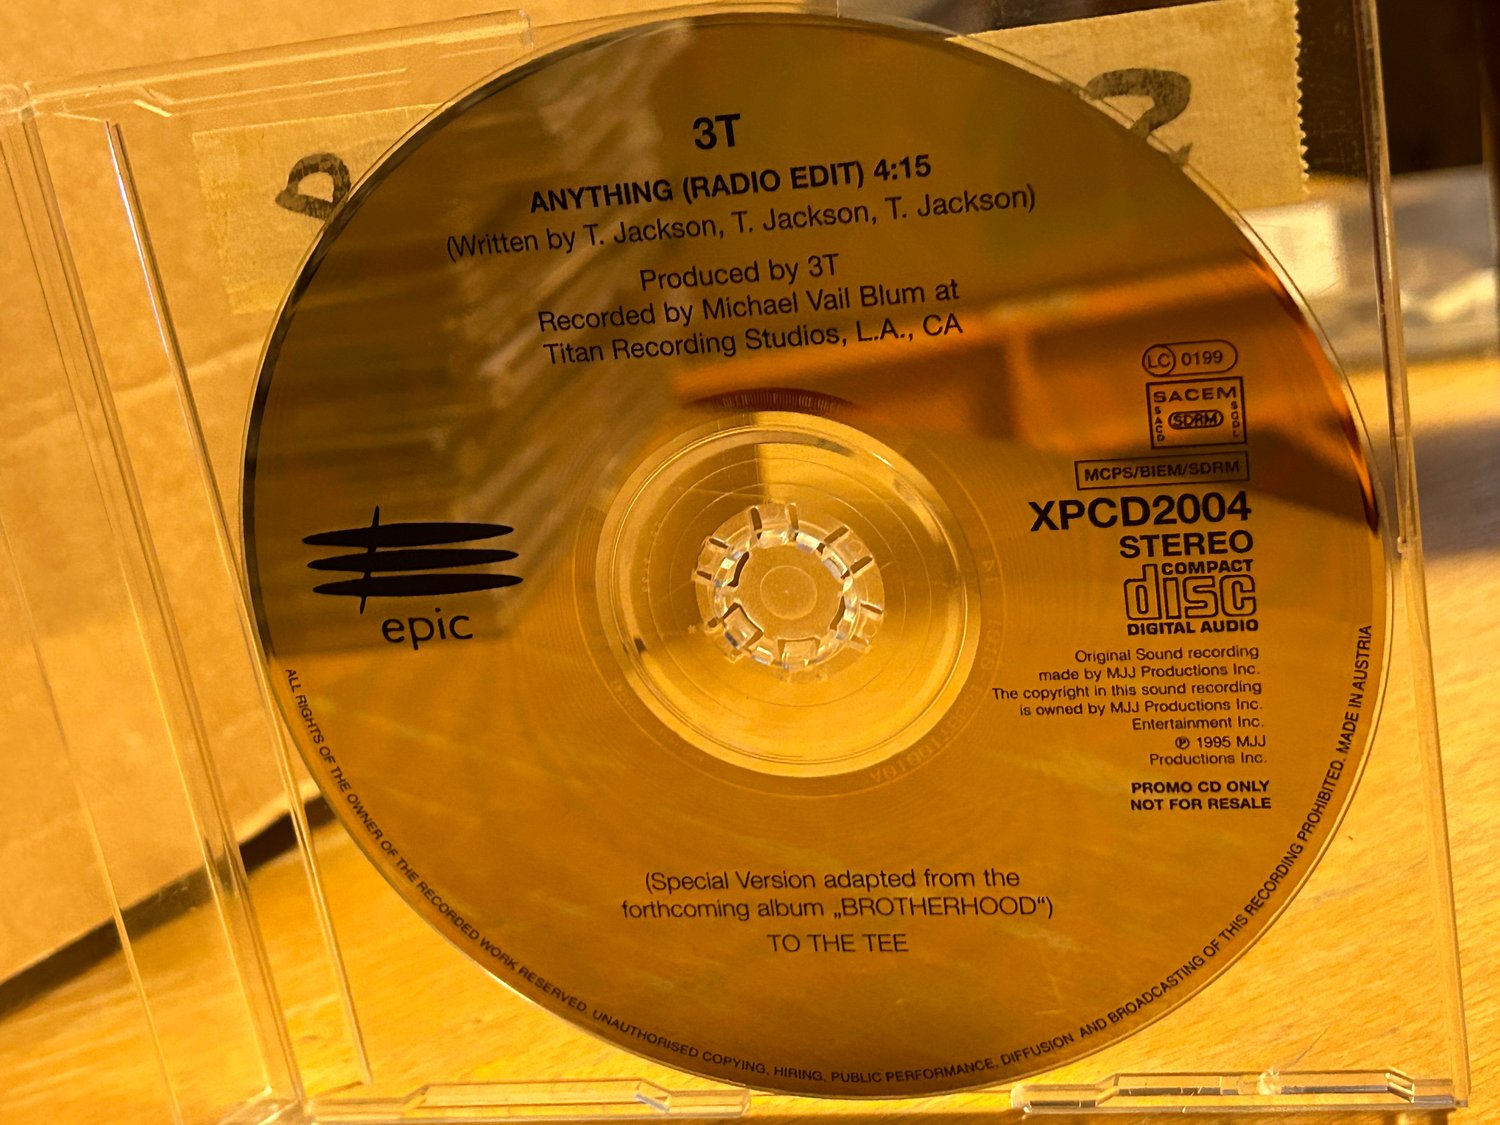 3T
ANYTHING (RADIO EDIT) 4:15
(Written by T. Jackson, T. Jackson, T. Jackson)
Produced by 3T
Recorded by Michael Vail Blum at
Titan Recording Studios, L.A., CA
LC 0199
SACEM
SACD
SDRM
SGDL
MCPS/BIEM/SDRM
XPCD2004
STEREO
COMPACT
disc
DIGITAL AUDIO
epic
Original Sound recording
made by MJJ Productions Inc.
The copyright in this sound recording
is owned by MJJ Productions Inc.
Entertainment Inc.
℗ 1995 MJJ
Productions Inc.
PROMO CD ONLY
NOT FOR RESALE
(Special Version adapted from the
forthcoming album „BROTHERHOOD“)
TO THE TEE
ALL RIGHTS OF THE OWNER OF THE RECORDED WORK RESERVED. UNAUTHORISED COPYING, HIRING, PUBLIC PERFORMANCE, DIFFUSION AND BROADCASTING OF THIS RECORDING PROHIBITED. MADE IN AUSTRIA